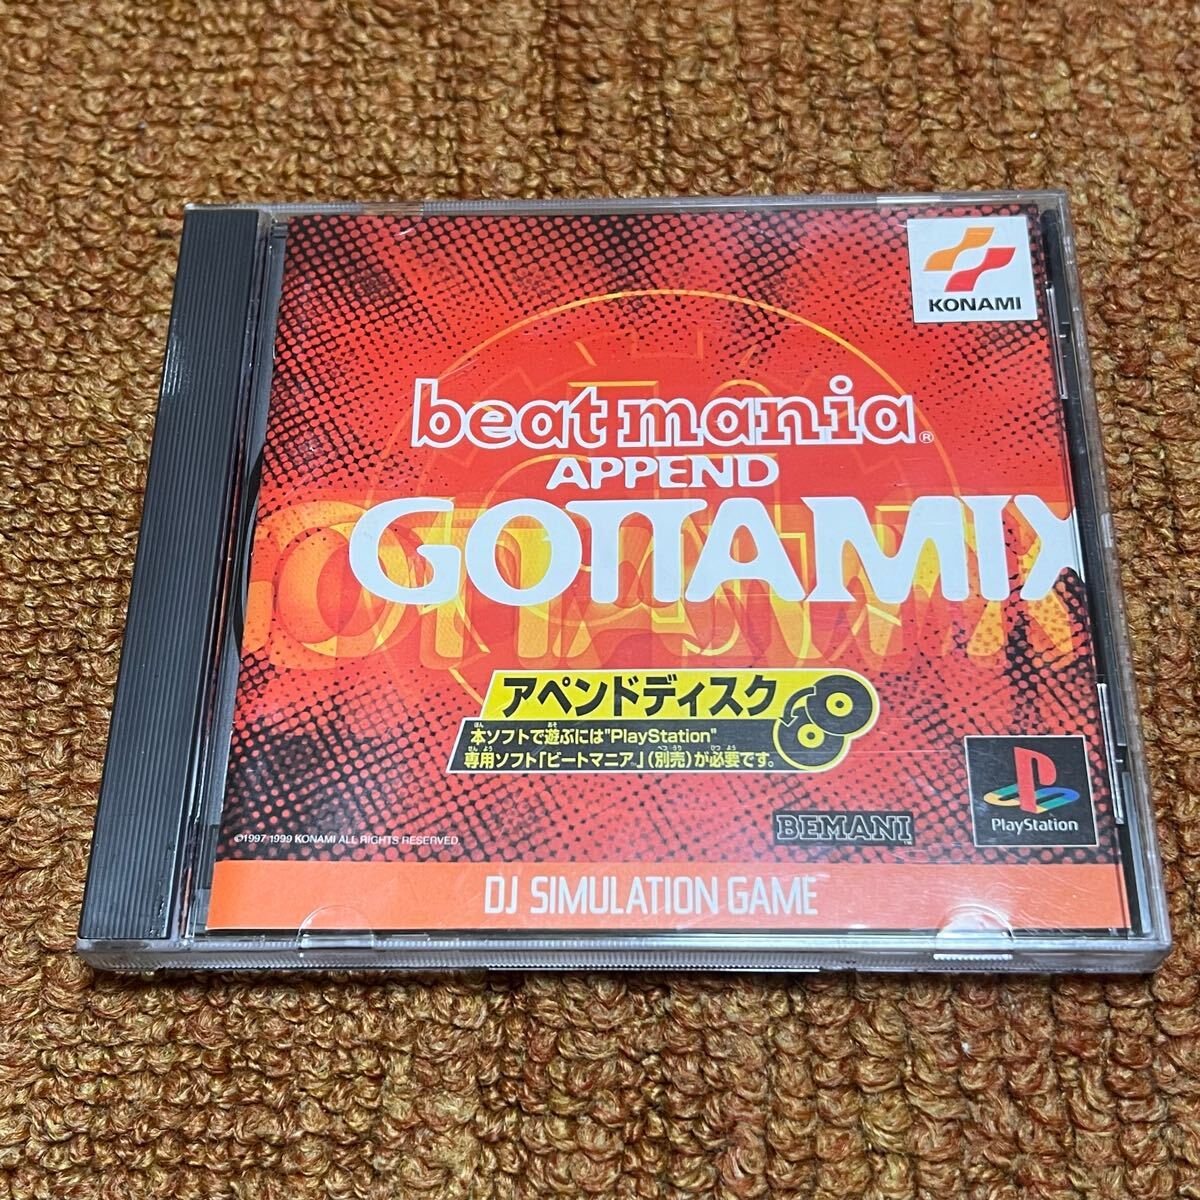 KONAMI
beatmania®
APPEND
GOTTAMIX
アペンドディスク
本ソフトで遊ぶには"PlayStation"
専用ソフト「ビートマニア」(別売)が必要です。
BEMANI
PlayStation
©1997 1999 KONAMI ALL RIGHTS RESERVED.
DJ SIMULATION GAME